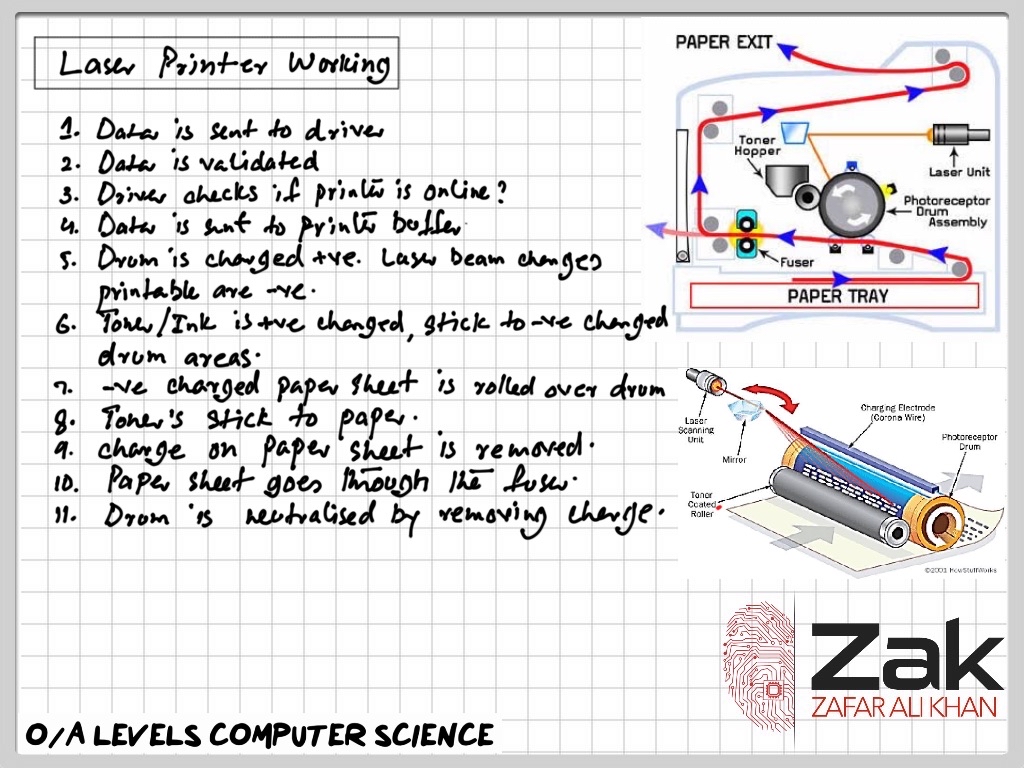 Laser Printer Working
1. Data is sent to driver
2. Data is validated
3. Driver checks if printer is online?
4. Data is sent to printer buffer.
5. Drum is charged +ve. Laser beam changes
printable are -ve.
6. Toner/Ink is +ve charged, stick to -ve charged
drum areas.
7. -ve charged paper sheet is rolled over drum
8. Toner's stick to paper.
9. charge on paper sheet is removed.
10. Paper sheet goes through the fuser.
11. Drum is neutralised by removing charge.
PAPER EXIT
Toner
Hopper
Laser Unit
Photoreceptor
Drum
Assembly
Fuser
PAPER TRAY
Laser
Scanning
Unit
Mirror
Charging Electrode
(Corona Wire)
Photoreceptor
Drum
Tonor
Coated
Roller
©2001 HowStuffWorks
Zak
ZAFAR ALI KHAN
O/A LEVELS COMPUTER SCIENCE